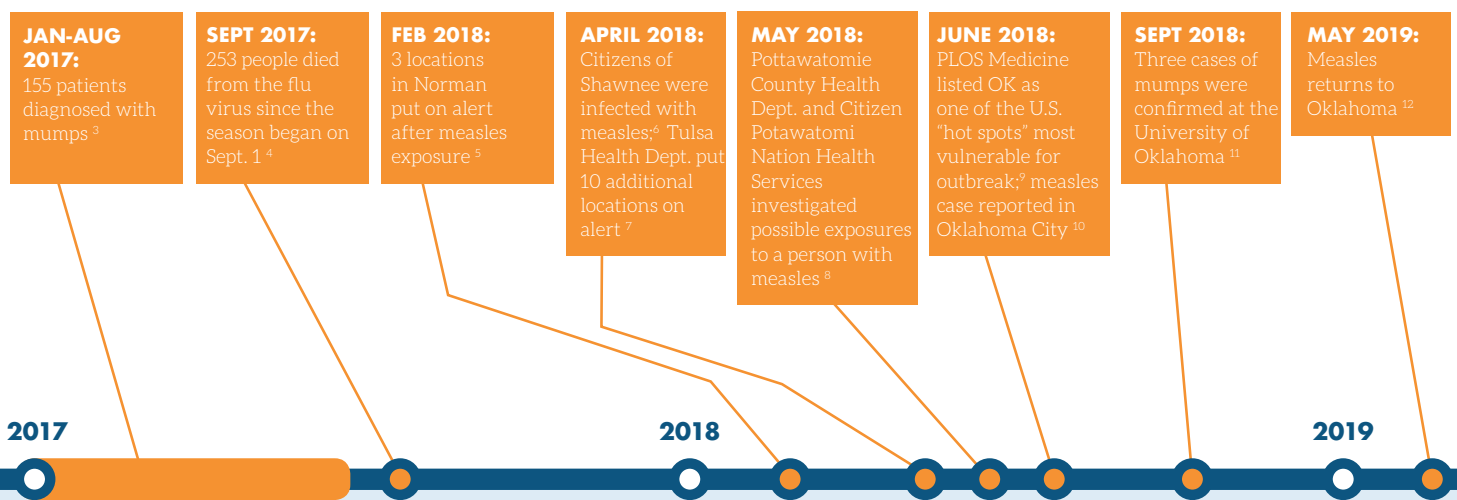 JAN-AUG
2017:
155 patients
diagnosed with
mumps 3
SEPT 2017:
253 people died
from the flu
virus since the
season began on
Sept. 1 4
FEB 2018:
3 locations
in Norman
put on alert
after measles
exposure 5
APRIL 2018:
Citizens of
Shawnee were
infected with
measles;6 Tulsa
Health Dept. put
10 additional
locations on
alert 7
MAY 2018:
Pottawatomie
County Health
Dept. and Citizen
Potawatomi
Nation Health
Services
investigated
possible exposures
to a person with
measles 8
JUNE 2018:
PLOS Medicine
listed OK as
one of the U.S.
“hot spots” most
vulnerable for
outbreak;9 measles
case reported in
Oklahoma City 10
SEPT 2018:
Three cases of
mumps were
confirmed at the
University of
Oklahoma 11
MAY 2019:
Measles
returns to
Oklahoma 12
2017
2018
2019